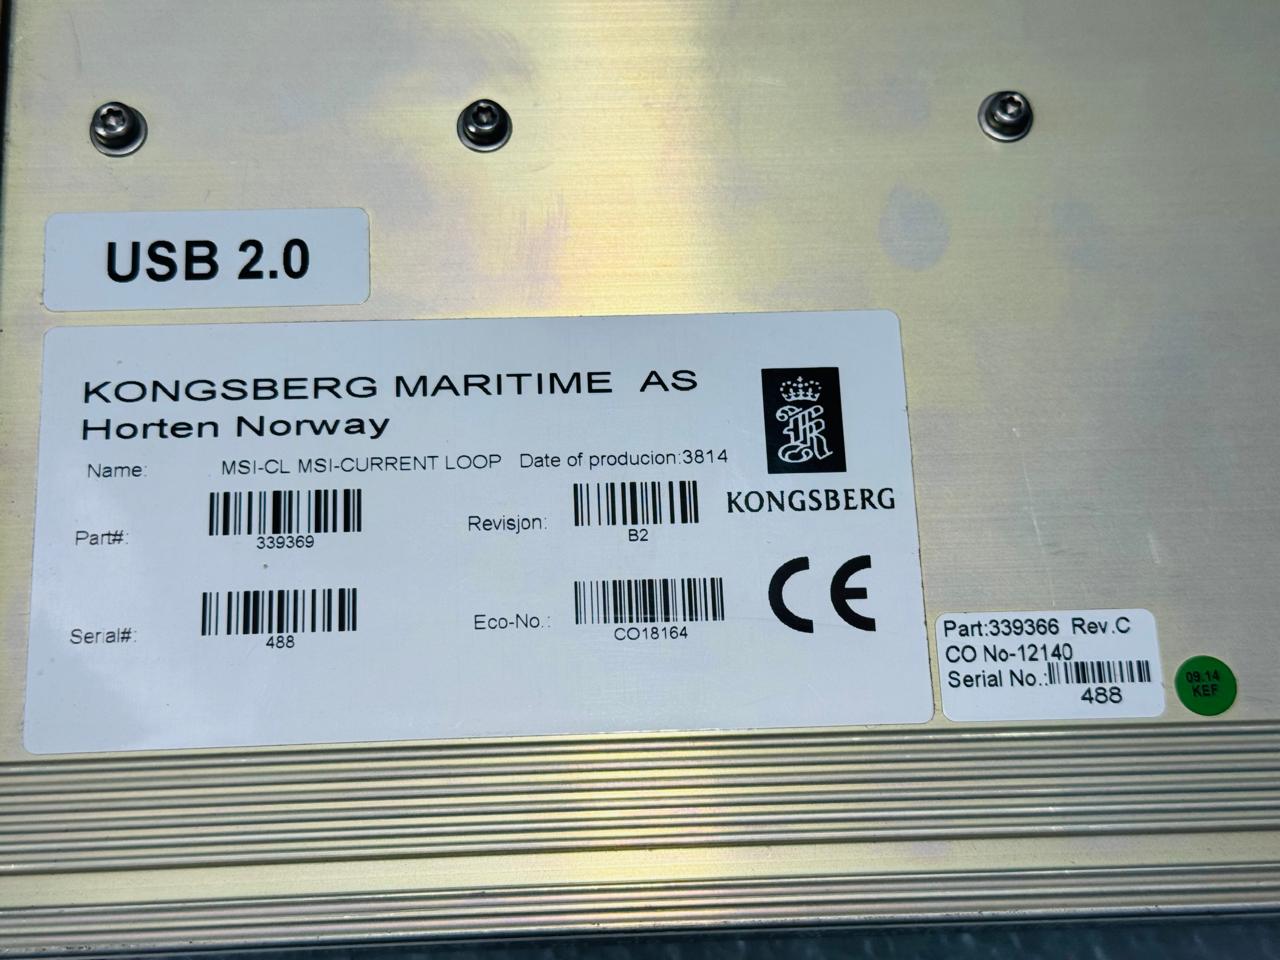 USB 2.0
KONGSBERG MARITIME AS
Horten Norway
Name: MSI-CL MSI-CURRENT LOOP Date of producion:3814
KONGSBERG
Part#: 339369
Revisjon: B2
Serial#: 488
Eco-No.: CO18164
CE
Part:339366 Rev.C
CO No-12140
Serial No.:
488
09.14
KEF